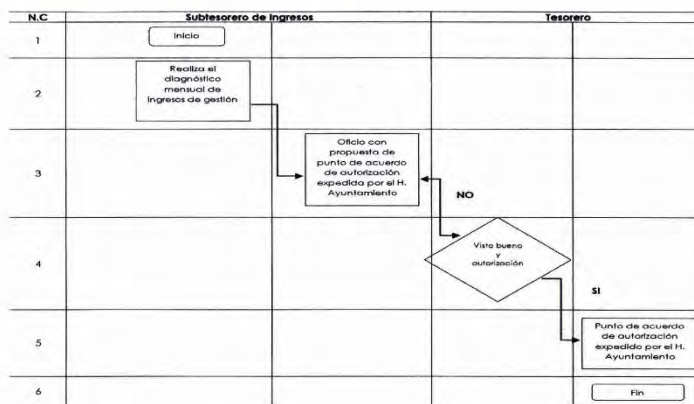 N.C Subtesorero de Ingresos Tesorero
1 Inicio
2
Realiza el
diagnóstico
mensual de
ingresos de gestión
3
Oficio con
propuesta de
punto de acuerdo
de autorización
expedida por el H.
Ayuntamiento
NO
4
Visto bueno
y
autorización
SI
5
Punto de acuerdo
de autorización
expedido por el H.
Ayuntamiento
6 Fin